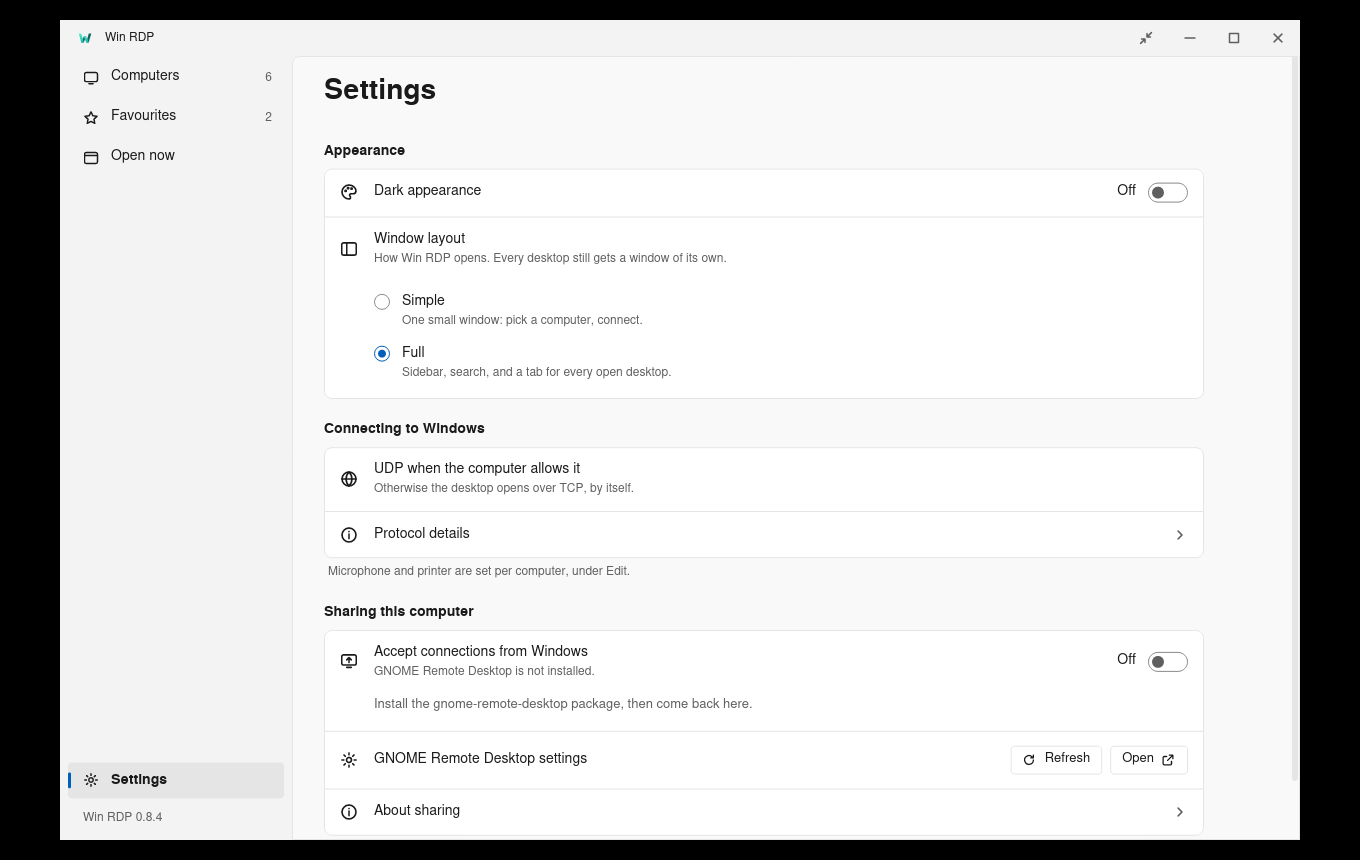 Win RDP
Computers 6
Favourites 2
Open now
Settings
Win RDP 0.8.4
Settings
Appearance
Dark appearance Off
Window layout
How Win RDP opens. Every desktop still gets a window of its own.
Simple
One small window: pick a computer, connect.
Full
Sidebar, search, and a tab for every open desktop.
Connecting to Windows
UDP when the computer allows it
Otherwise the desktop opens over TCP, by itself.
Protocol details
Microphone and printer are set per computer, under Edit.
Sharing this computer
Accept connections from Windows Off
GNOME Remote Desktop is not installed.
Install the gnome-remote-desktop package, then come back here.
GNOME Remote Desktop settings Refresh Open
About sharing